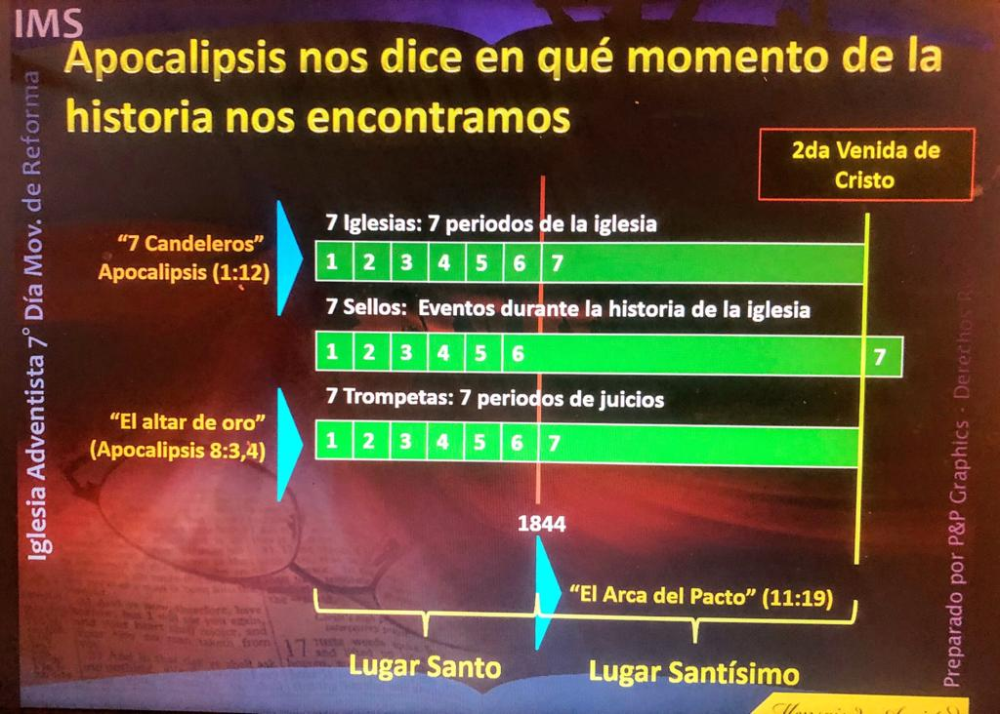 IMS
Apocalipsis nos dice en qué momento de la
historia nos encontramos
Iglesia Adventista 7° Día Mov. de Reforma
2da Venida de
Cristo
"7 Candeleros"
Apocalipsis (1:12)
7 Iglesias: 7 periodos de la iglesia
1 2 3 4 5 6 7
7 Sellos: Eventos durante la historia de la iglesia
1 2 3 4 5 6 7
"El altar de oro"
(Apocalipsis 8:3,4)
7 Trompetas: 7 periodos de juicios
1 2 3 4 5 6 7
1844
"El Arca del Pacto" (11:19)
Lugar Santo
Lugar Santísimo
Preparado por P&P Graphics - Derechos
17